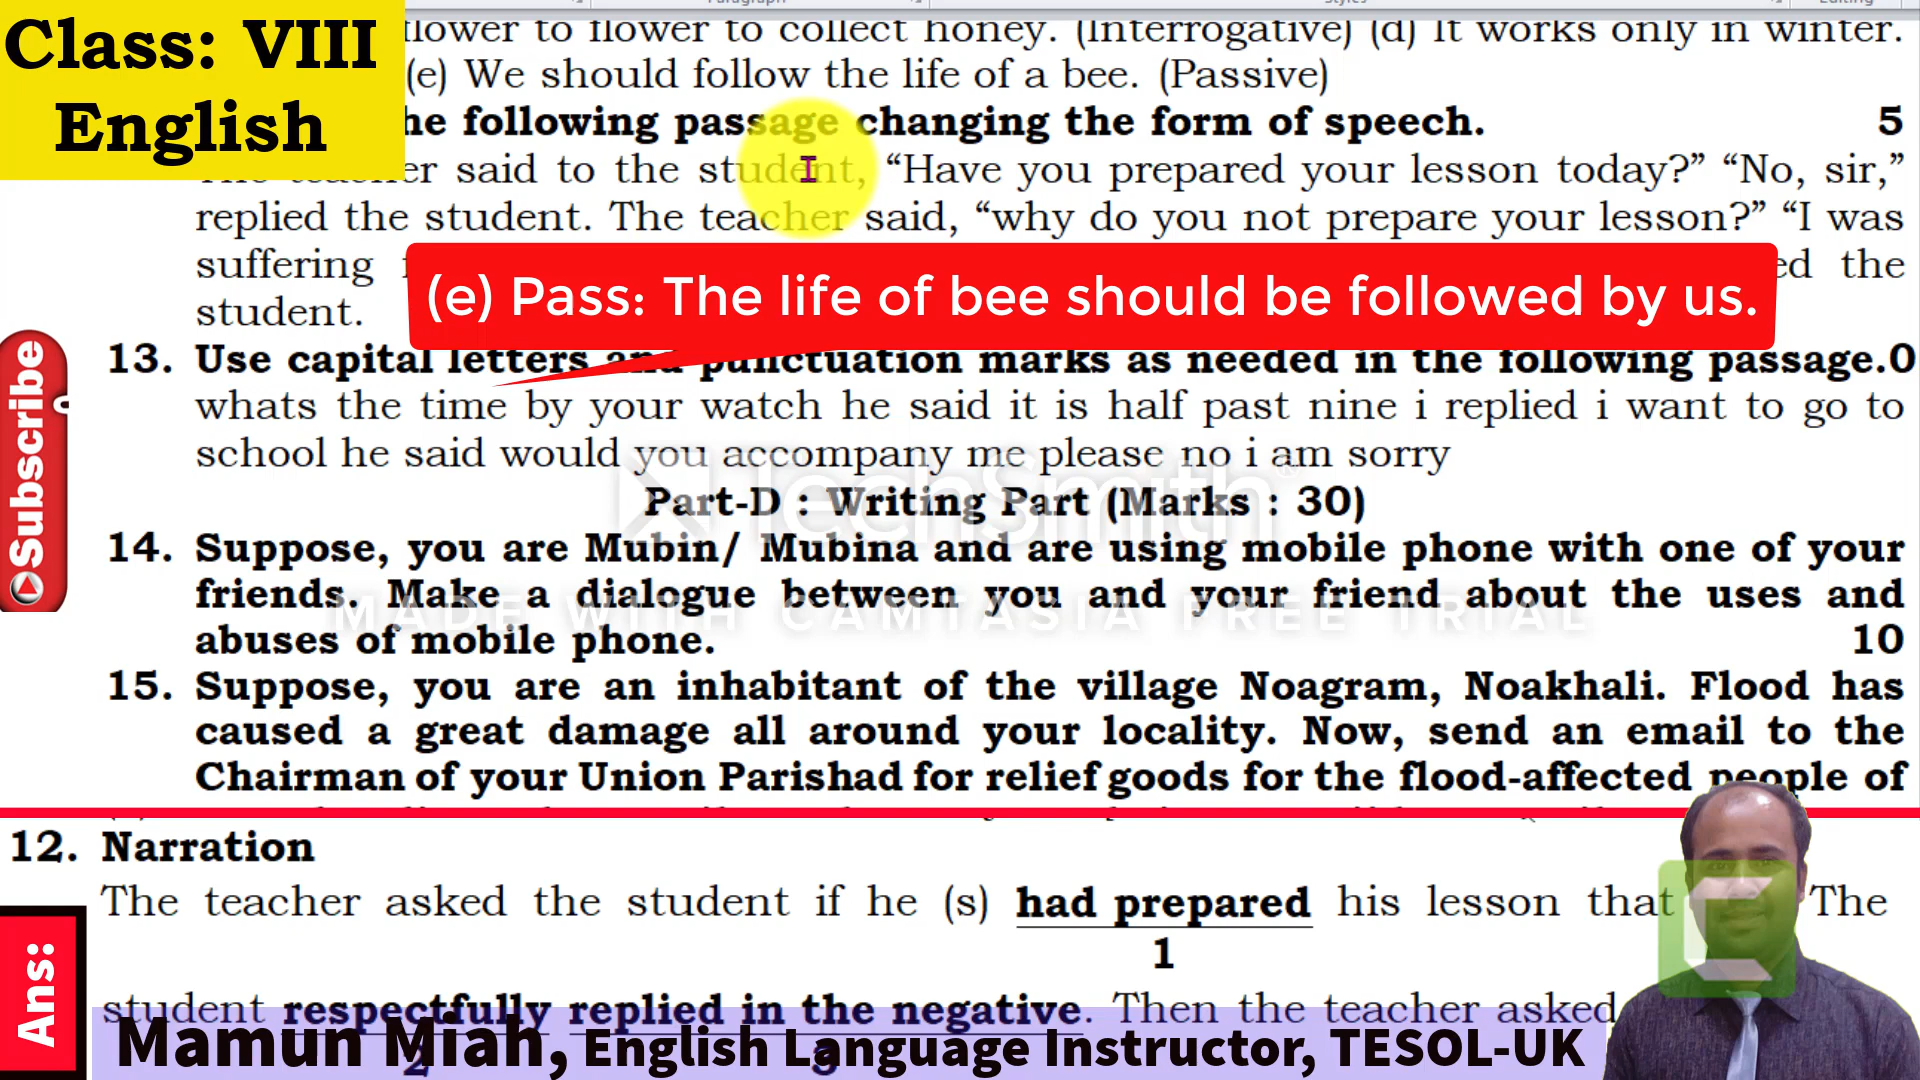 Class: VIII
English
flower to flower to collect honey. (Interrogative) (d) It works only in winter.
(e) We should follow the life of a bee. (Passive)
he following passage changing the form of speech. 5
The teacher said to the student, “Have you prepared your lesson today?” “No, sir,”
replied the student. The teacher said, “why do you not prepare your lesson?” “I was
suffering ed the
student.
(e) Pass: The life of bee should be followed by us.
13. Use capital letters and punctuation marks as needed in the following passage.0
whats the time by your watch he said it is half past nine i replied i want to go to
school he said would you accompany me please no i am sorry
Part-D : Writing Part (Marks : 30)
14. Suppose, you are Mubin/ Mubina and are using mobile phone with one of your
friends. Make a dialogue between you and your friend about the uses and
abuses of mobile phone. 10
15. Suppose, you are an inhabitant of the village Noagram, Noakhali. Flood has
caused a great damage all around your locality. Now, send an email to the
Chairman of your Union Parishad for relief goods for the flood-affected people of
Subscribe
TechSmith
MADE WITH CAMTASIA FREE TRIAL
12. Narration
The teacher asked the student if he (s) had prepared his lesson that The
1
student respectfully replied in the negative. Then the teacher asked
2 3
Ans:
Mamun Miah, English Language Instructor, TESOL-UK